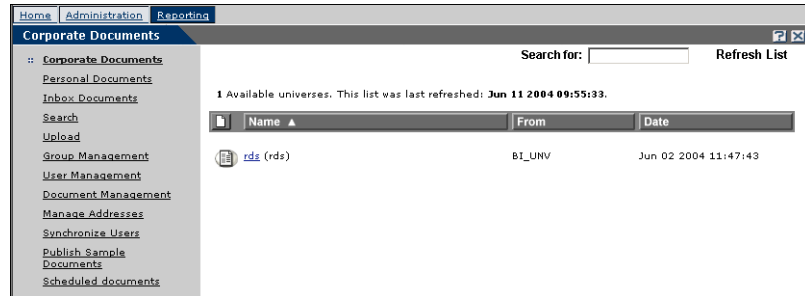 Home Administration Reporting
Corporate Documents
:: Corporate Documents
Personal Documents
Inbox Documents
Search
Upload
Group Management
User Management
Document Management
Manage Addresses
Synchronize Users
Publish Sample
Documents
Scheduled documents
Search for: Refresh List
1 Available universes. This list was last refreshed: Jun 11 2004 09:55:33.
Name ▲ From Date
rds (rds) BI_UNV Jun 02 2004 11:47:43